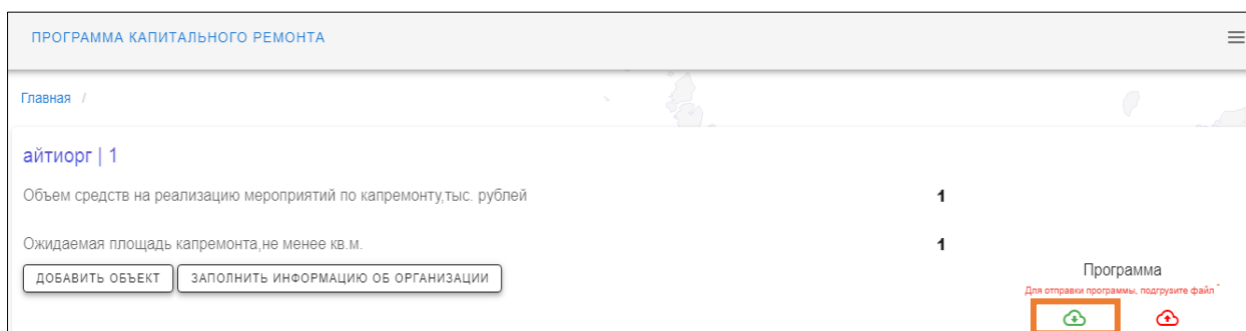 ПРОГРАММА КАПИТАЛЬНОГО РЕМОНТА
Главная /
айтиорг | 1
Объем средств на реализацию мероприятий по капремонту,тыс. рублей 1
Ожидаемая площадь капремонта,не менее кв.м. 1
ДОБАВИТЬ ОБЪЕКТ ЗАПОЛНИТЬ ИНФОРМАЦИЮ ОБ ОРГАНИЗАЦИИ
Программа
Для отправки программы, подгрузите файл *